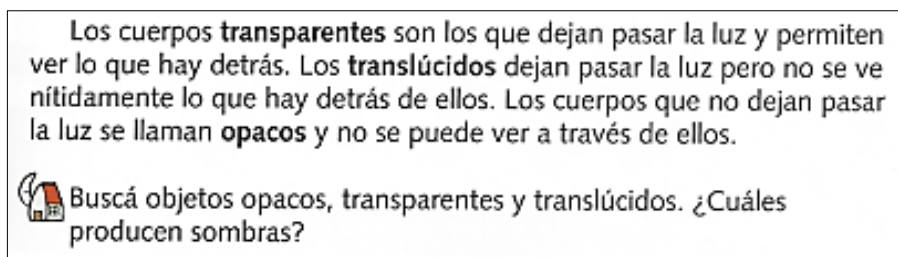 Los cuerpos transparentes son los que dejan pasar la luz y permiten
ver lo que hay detrás. Los translúcidos dejan pasar la luz pero no se ve
nítidamente lo que hay detrás de ellos. Los cuerpos que no dejan pasar
la luz se llaman opacos y no se puede ver a través de ellos.
Buscá objetos opacos, transparentes y translúcidos. ¿Cuáles
producen sombras?